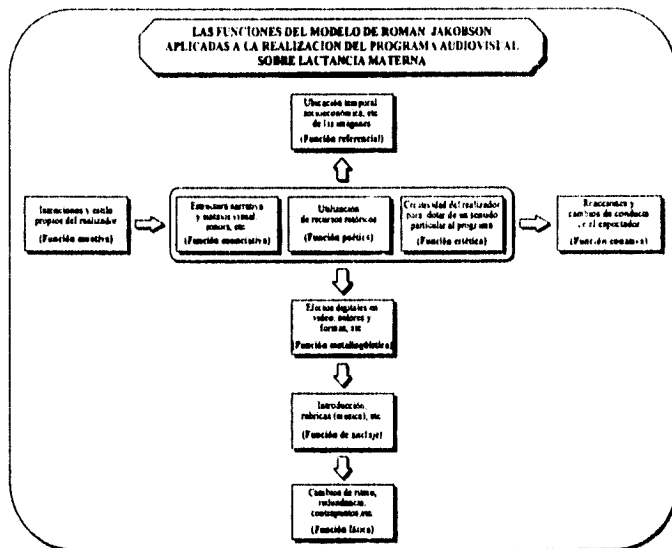 LAS FUNCIONES DEL MODELO DE ROMAN JAKOBSON
APLICADAS A LA REALIZACION DEL PROGRAMA AUDIOVISUAL
SOBRE LACTANCIA MATERNA
Ubicación temporal
socioeconómica, etc
de las imágenes
(Función referencial)
Intenciones y estilo
propios del realizador
(Función emotiva)
Estructura narrativa
y sintaxis visual,
sonora, etc.
(Función enunciativa)
Utilización
de recursos retóricos
(Función poética)
Creatividad del realizador
para dotar de un sentido
particular al programa
(Función estética)
Reacciones y
cambios de conducta
en el espectador
(Función conativa)
Efectos digitales en
video, colores y
formas, etc
(Función metalingüística)
Introducción,
rubricas (música), etc
(Función de anclaje)
Cambios de ritmo,
redundancia,
contrapuntos, etc.
(Función fática)